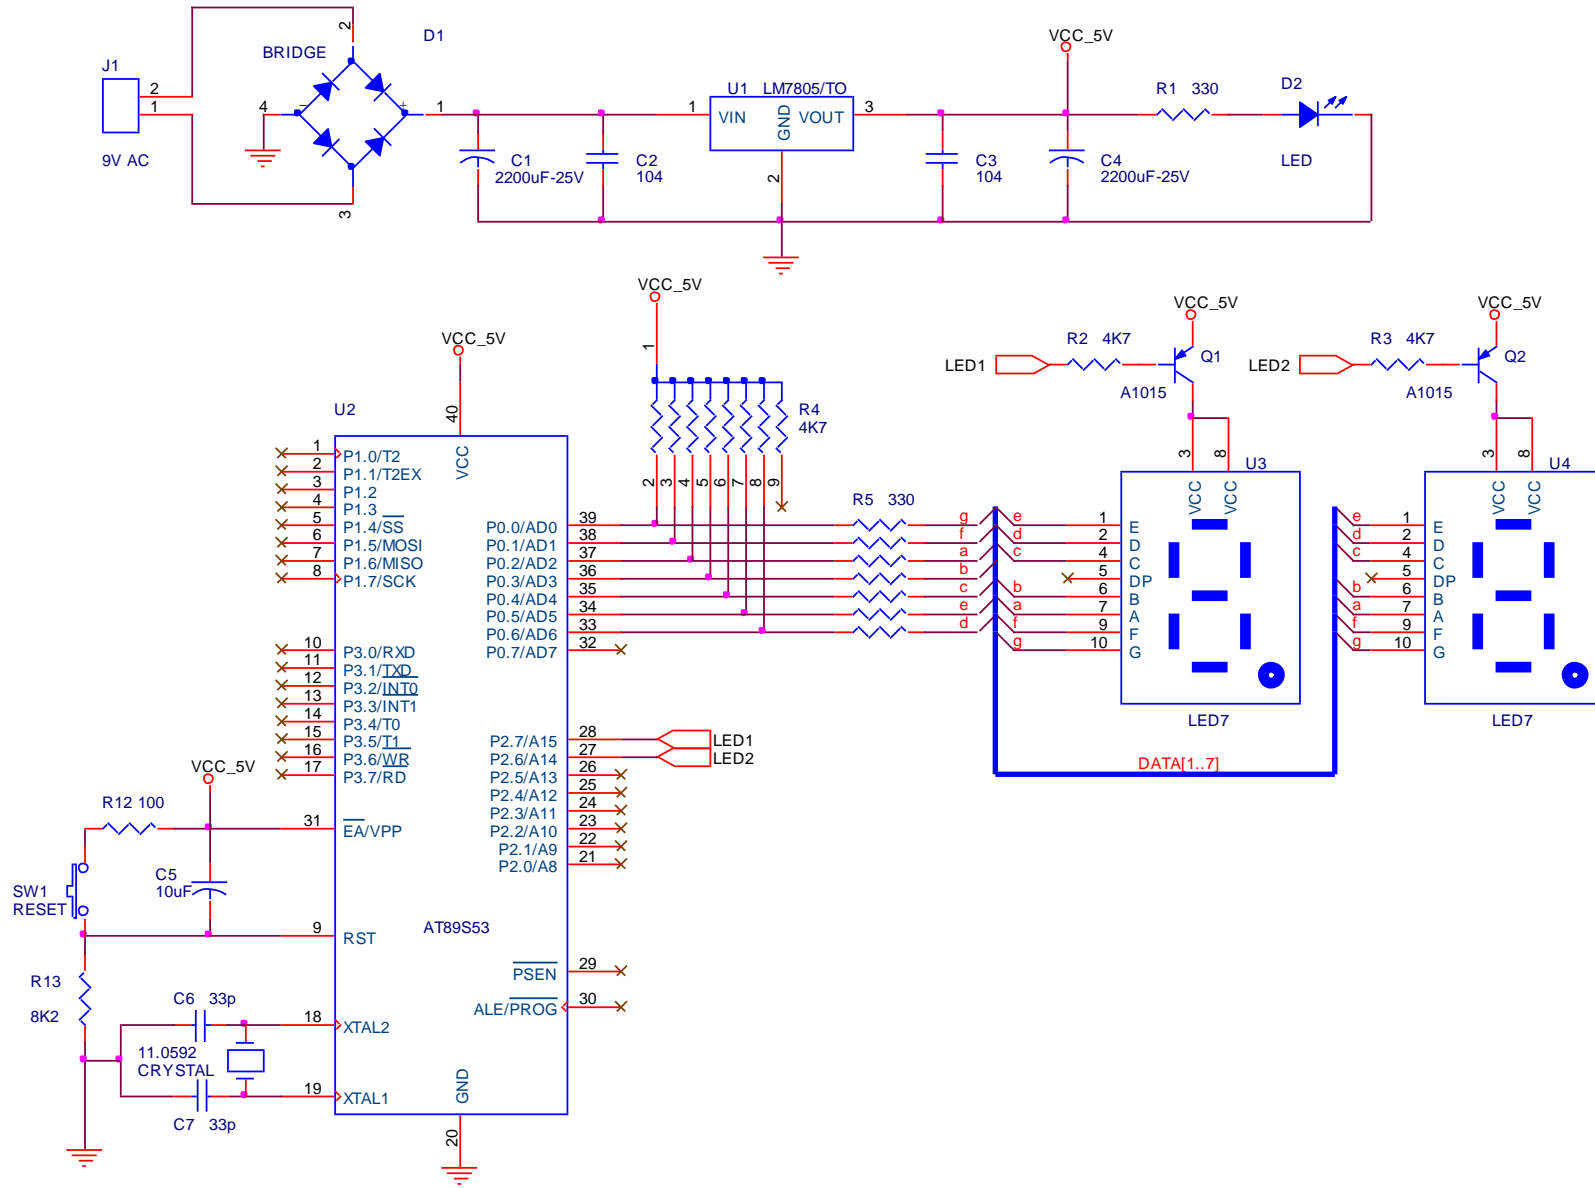 J1
2
1
9V AC
BRIDGE
D1
2
4
1
3
-
+
C1
2200uF-25V
C2
104
U1 LM7805/TO
1
VIN
GND
VOUT
3
2
C3
104
VCC_5V
C4
2200uF-25V
R1 330
D2
LED
VCC_5V
1
R4
4K7
2 3 4 5 6 7 8 9
VCC_5V
U2
40
VCC
1 P1.0/T2
2 P1.1/T2EX
3 P1.2
4 P1.3
5 P1.4/SS
6 P1.5/MOSI
7 P1.6/MISO
8 P1.7/SCK
10 P3.0/RXD
11 P3.1/TXD
12 P3.2/INT0
13 P3.3/INT1
14 P3.4/T0
15 P3.5/T1
16 P3.6/WR
17 P3.7/RD
31 EA/VPP
9 RST
18 XTAL2
19 XTAL1
P0.0/AD0 39
P0.1/AD1 38
P0.2/AD2 37
P0.3/AD3 36
P0.4/AD4 35
P0.5/AD5 34
P0.6/AD6 33
P0.7/AD7 32
P2.7/A15 28 LED1
P2.6/A14 27 LED2
P2.5/A13 26
P2.4/A12 25
P2.3/A11 24
P2.2/A10 23
P2.1/A9 22
P2.0/A8 21
AT89S53
PSEN 29
ALE/PROG 30
GND
20
VCC_5V
R12 100
SW1
RESET
C5
10uF
R13
8K2
C6 33p
11.0592
CRYSTAL
C7 33p
R5 330
g
f
a
b
c
e
d
LED1
R2 4K7
VCC_5V
Q1
A1015
3
8
U3
VCC
VCC
e 1 E
d 2 D
c 4 C
5 DP
b 6 B
a 7 A
f 9 F
g 10 G
LED7
DATA[1..7]
LED2
R3 4K7
VCC_5V
Q2
A1015
3
8
U4
VCC
VCC
e 1 E
d 2 D
c 4 C
5 DP
b 6 B
a 7 A
f 9 F
g 10 G
LED7